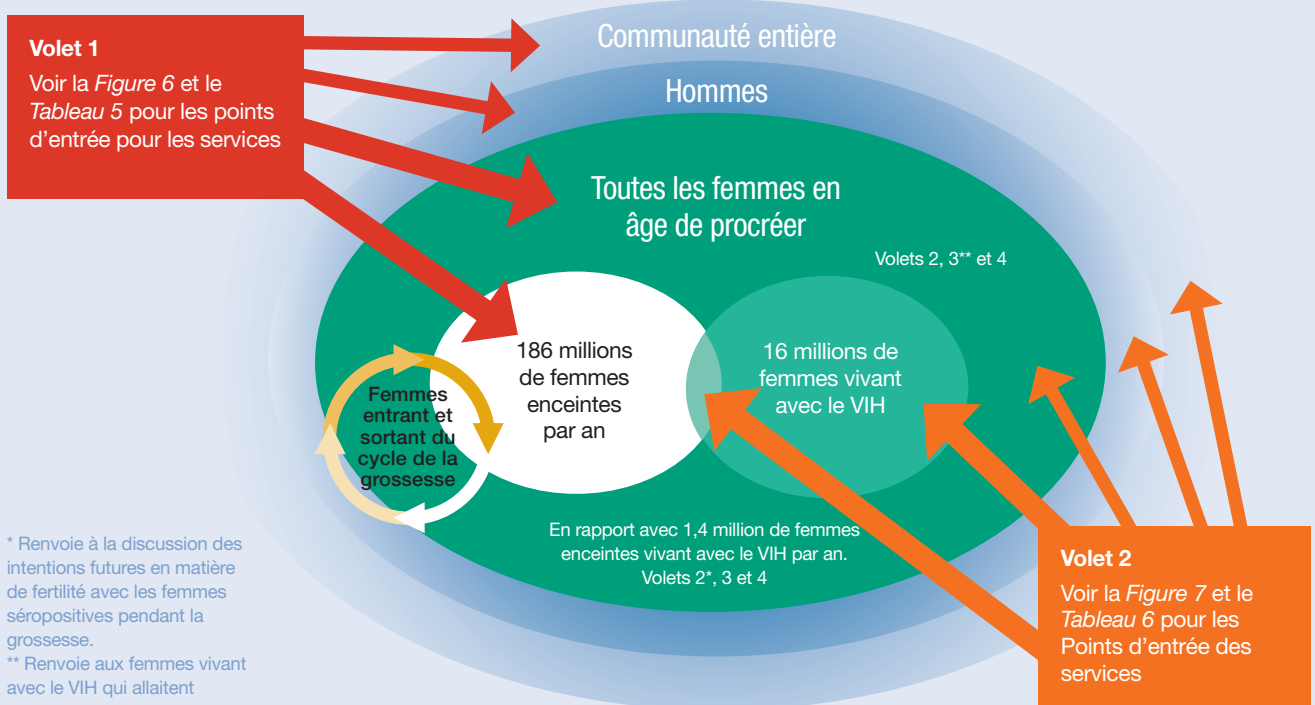 Volet 1
Voir la Figure 6 et le
Tableau 5 pour les points
d'entrée pour les services
Communauté entière
Hommes
Toutes les femmes en
âge de procréer
Volets 2, 3** et 4
186 millions
de femmes
enceintes
par an
16 millions de
femmes vivant
avec le VIH
Femmes
entrant et
sortant du
cycle de la
grossesse
En rapport avec 1,4 million de femmes
enceintes vivant avec le VIH par an.
Volets 2*, 3 et 4
* Renvoie à la discussion des
intentions futures en matière
de fertilité avec les femmes
séropositives pendant la
grossesse.
** Renvoie aux femmes vivant
avec le VIH qui allaitent
Volet 2
Voir la Figure 7 et le
Tableau 6 pour les
Points d'entrée des
services